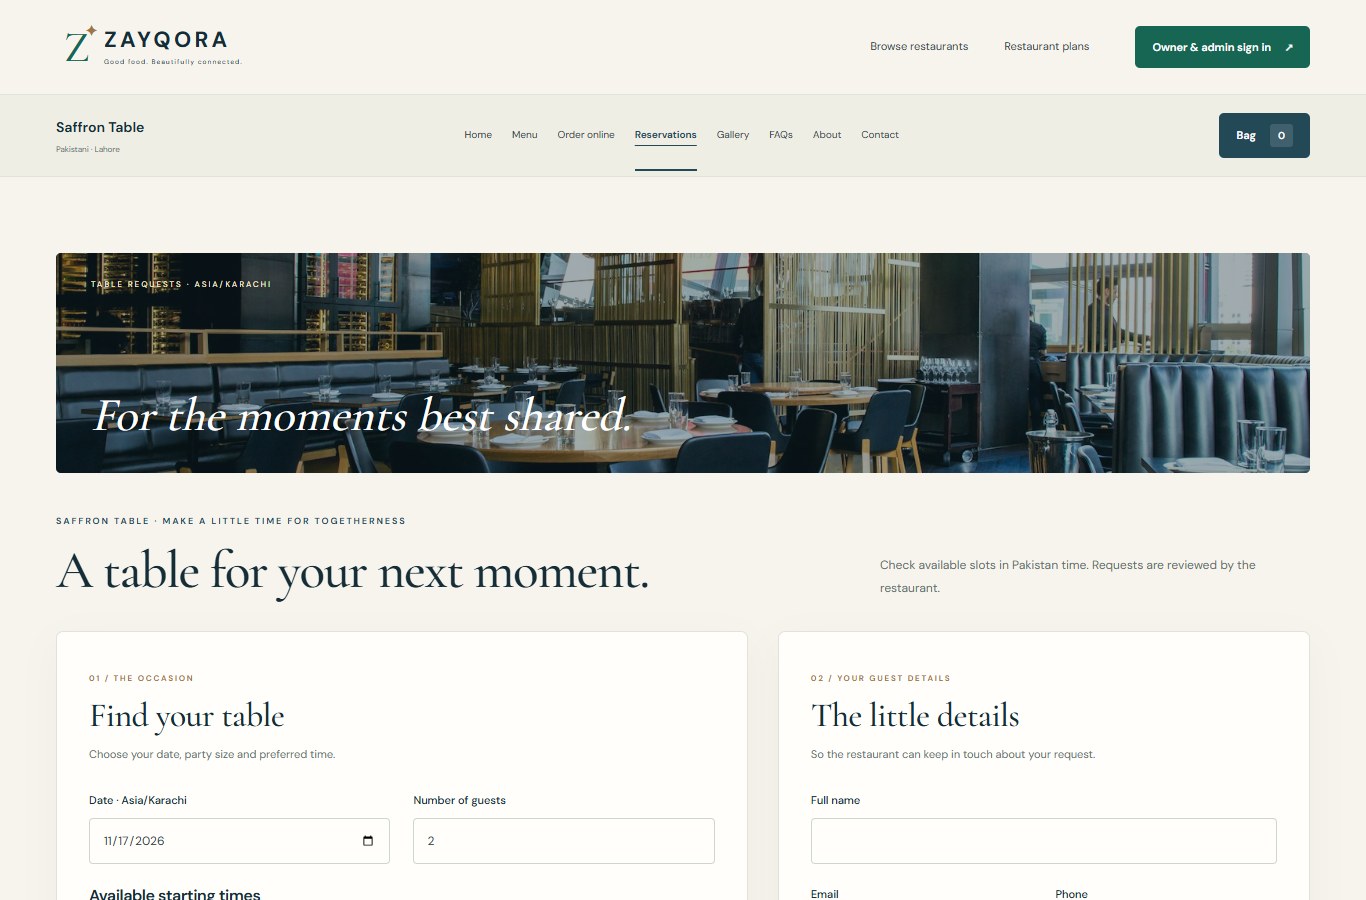 ZAYQORA
Good food. Beautifully connected.
Browse restaurants
Restaurant plans
Owner & admin sign in ↗
Saffron Table
Pakistani · Lahore
Home
Menu
Order online
Reservations
Gallery
FAQs
About
Contact
Bag 0
TABLE REQUESTS · ASIA/KARACHI
For the moments best shared.
SAFFRON TABLE · MAKE A LITTLE TIME FOR TOGETHERNESS
A table for your next moment.
Check available slots in Pakistan time. Requests are reviewed by the
restaurant.
01 / THE OCCASION
Find your table
Choose your date, party size and preferred time.
Date · Asia/Karachi
Number of guests
11/17/2026
2
Available starting times
02 / YOUR GUEST DETAILS
The little details
So the restaurant can keep in touch about your request.
Full name
Email
Phone